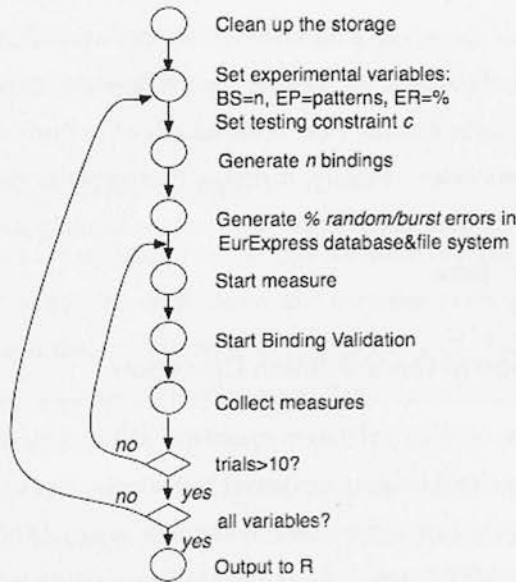 Clean up the storage
Set experimental variables:
BS=n, EP=patterns, ER=%
Set testing constraint c
Generate n bindings
Generate % random/burst errors in
EurExpress database&file system
Start measure
Start Binding Validation
Collect measures
no
trials>10?
no
yes
all variables?
yes
Output to R